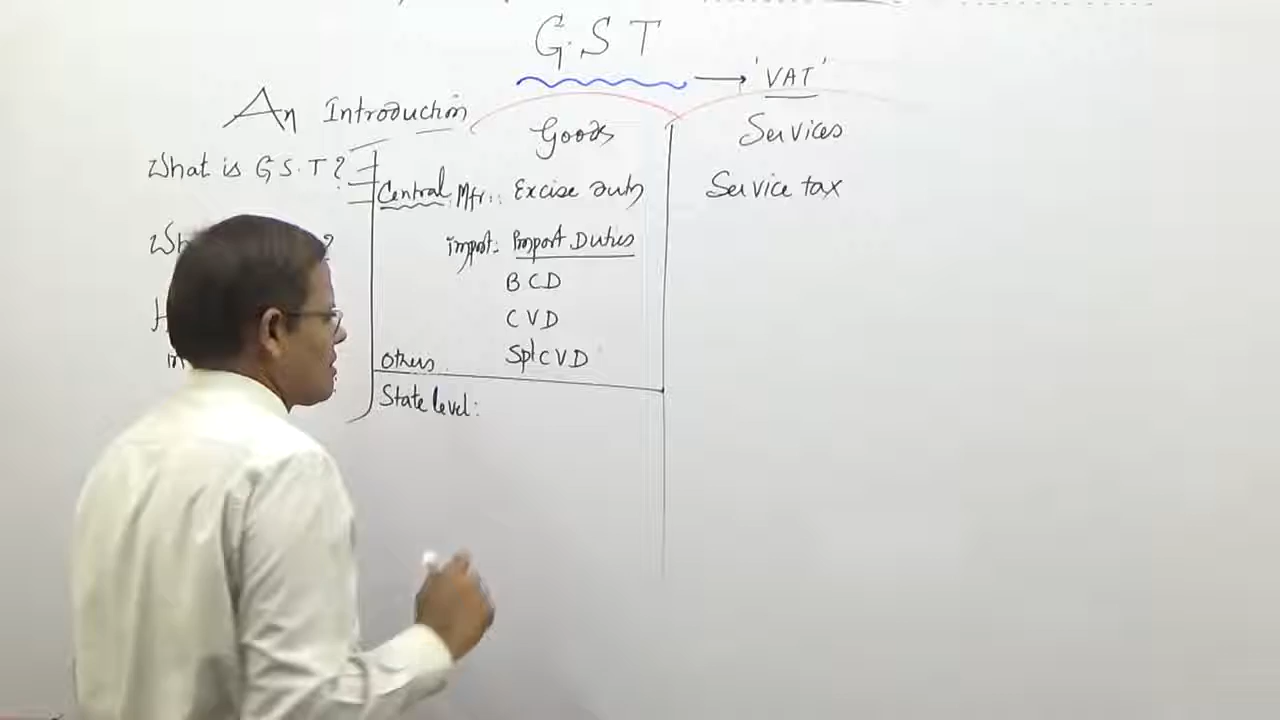 G.S T
→ 'VAT'
An Introduction
Goods
Services
What is G.S.T?
Central
Mfr:
Excise duty
Service tax
import:
Import Duties
BCD
CVD
Others
Spl CVD
State level: